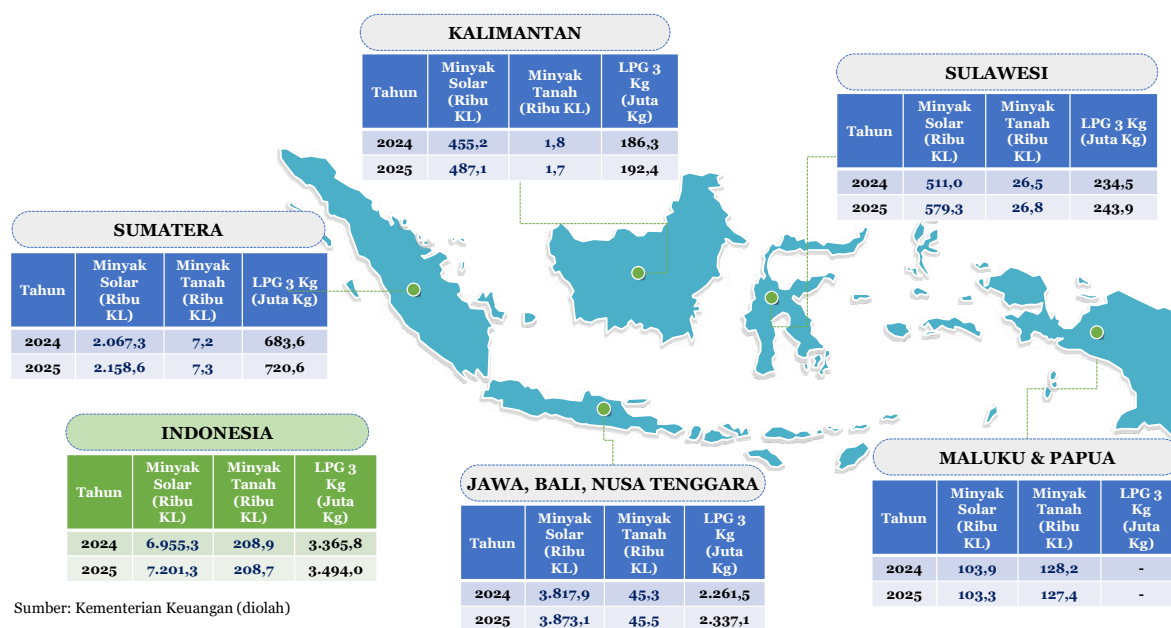 KALIMANTAN
Tahun | Minyak Solar (Ribu KL) | Minyak Tanah (Ribu KL) | LPG 3 Kg (Juta Kg)
2024 | 455,2 | 1,8 | 186,3
2025 | 487,1 | 1,7 | 192,4
SULAWESI
Tahun | Minyak Solar (Ribu KL) | Minyak Tanah (Ribu KL) | LPG 3 Kg (Juta Kg)
2024 | 511,0 | 26,5 | 234,5
2025 | 579,3 | 26,8 | 243,9
SUMATERA
Tahun | Minyak Solar (Ribu KL) | Minyak Tanah (Ribu KL) | LPG 3 Kg (Juta Kg)
2024 | 2.067,3 | 7,2 | 683,6
2025 | 2.158,6 | 7,3 | 720,6
INDONESIA
Tahun | Minyak Solar (Ribu KL) | Minyak Tanah (Ribu KL) | LPG 3 Kg (Juta Kg)
2024 | 6.955,3 | 208,9 | 3.365,8
2025 | 7.201,3 | 208,7 | 3.494,0
JAWA, BALI, NUSA TENGGARA
Tahun | Minyak Solar (Ribu KL) | Minyak Tanah (Ribu KL) | LPG 3 Kg (Juta Kg)
2024 | 3.817,9 | 45,3 | 2.261,5
2025 | 3.873,1 | 45,5 | 2.337,1
MALUKU & PAPUA
Tahun | Minyak Solar (Ribu KL) | Minyak Tanah (Ribu KL) | LPG 3 Kg (Juta Kg)
2024 | 103,9 | 128,2 | -
2025 | 103,3 | 127,4 | -
Sumber: Kementerian Keuangan (diolah)